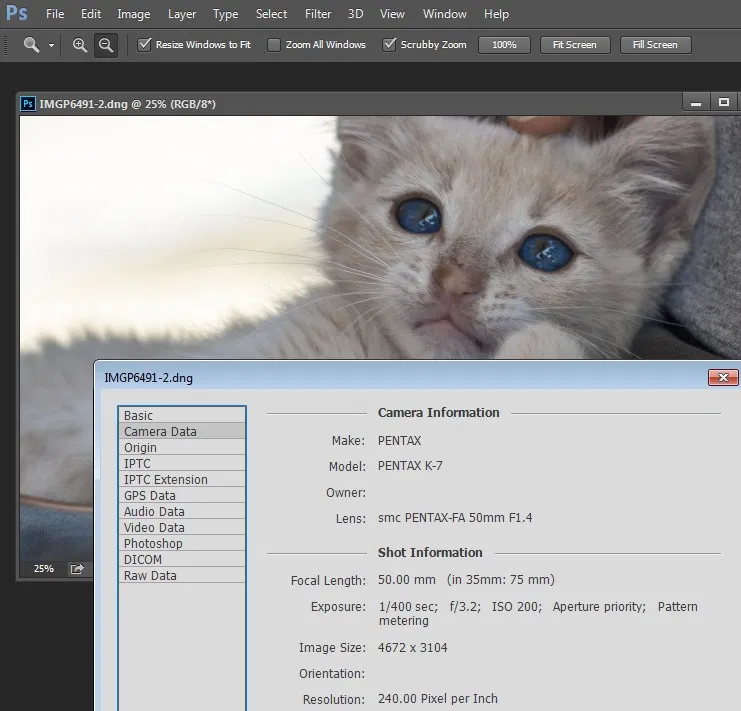 Ps File Edit Image Layer Type Select Filter 3D View Window Help
Resize Windows to Fit Zoom All Windows Scrubby Zoom 100% Fit Screen Fill Screen
Ps IMGP6491-2.dng @ 25% (RGB/8*)
IMGP6491-2.dng
Basic
Camera Data
Origin
IPTC
IPTC Extension
GPS Data
Audio Data
Video Data
Photoshop
DICOM
Raw Data
25%
Camera Information
Make: PENTAX
Model: PENTAX K-7
Owner:
Lens: smc PENTAX-FA 50mm F1.4
Shot Information
Focal Length: 50.00 mm (in 35mm: 75 mm)
Exposure: 1/400 sec; f/3.2; ISO 200; Aperture priority; Pattern
metering
Image Size: 4672 x 3104
Orientation:
Resolution: 240.00 Pixel per Inch